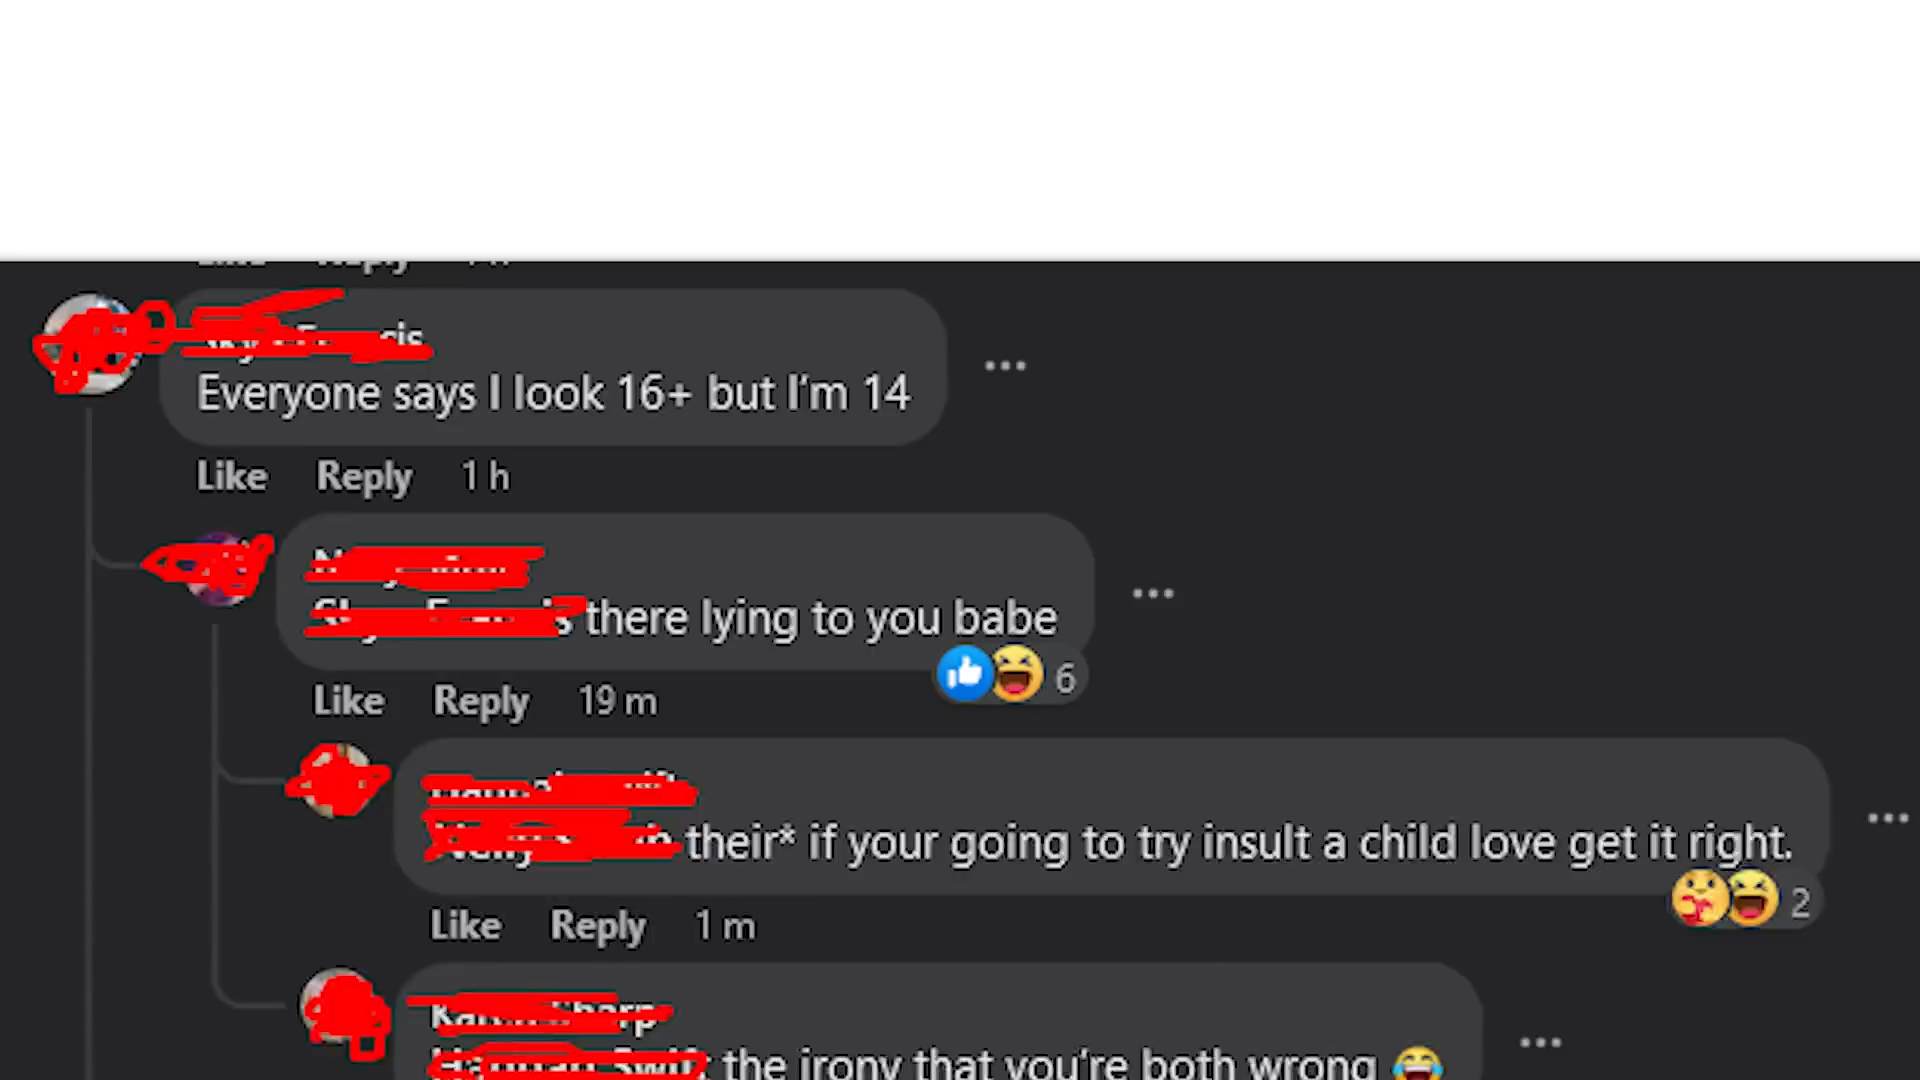 Everyone says I look 16+ but I'm 14
Like Reply 1 h
there lying to you babe
6
Like Reply 19 m
their* if your going to try insult a child love get it right.
2
Like Reply 1 m
the irony that you're both wrong